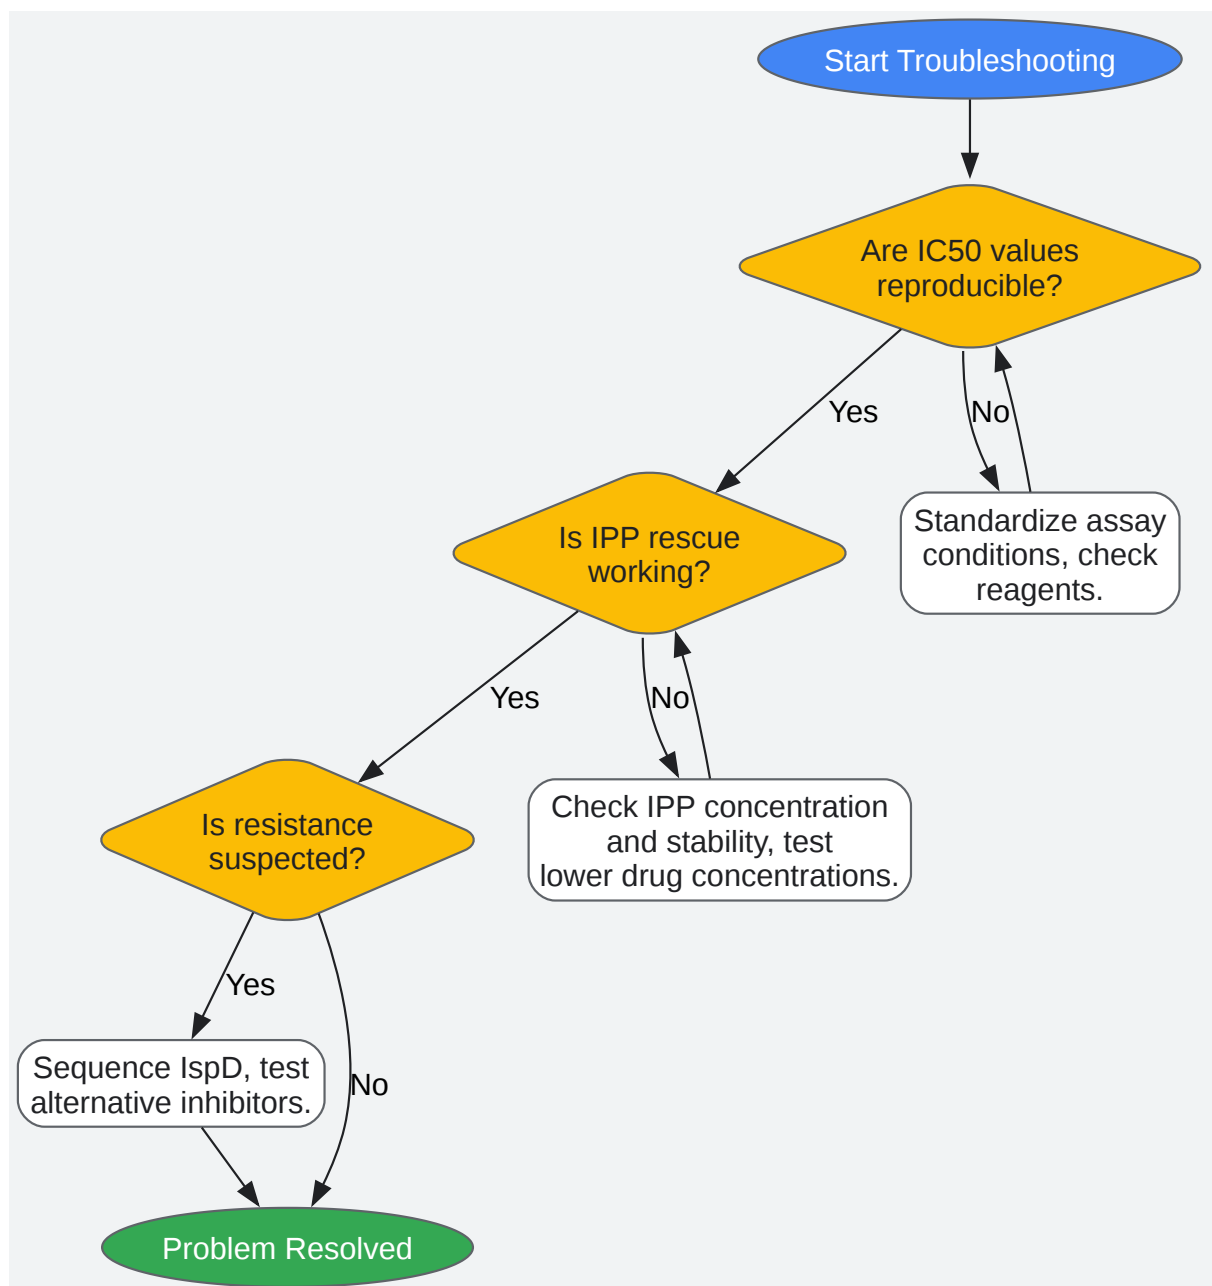 Start Troubleshooting
Are IC50 values
reproducible?
Yes
No
Standardize assay
conditions, check
reagents.
Is IPP rescue
working?
Yes
No
Check IPP concentration
and stability, test
lower drug concentrations.
Is resistance
suspected?
Yes
No
Sequence IspD, test
alternative inhibitors.
Problem Resolved